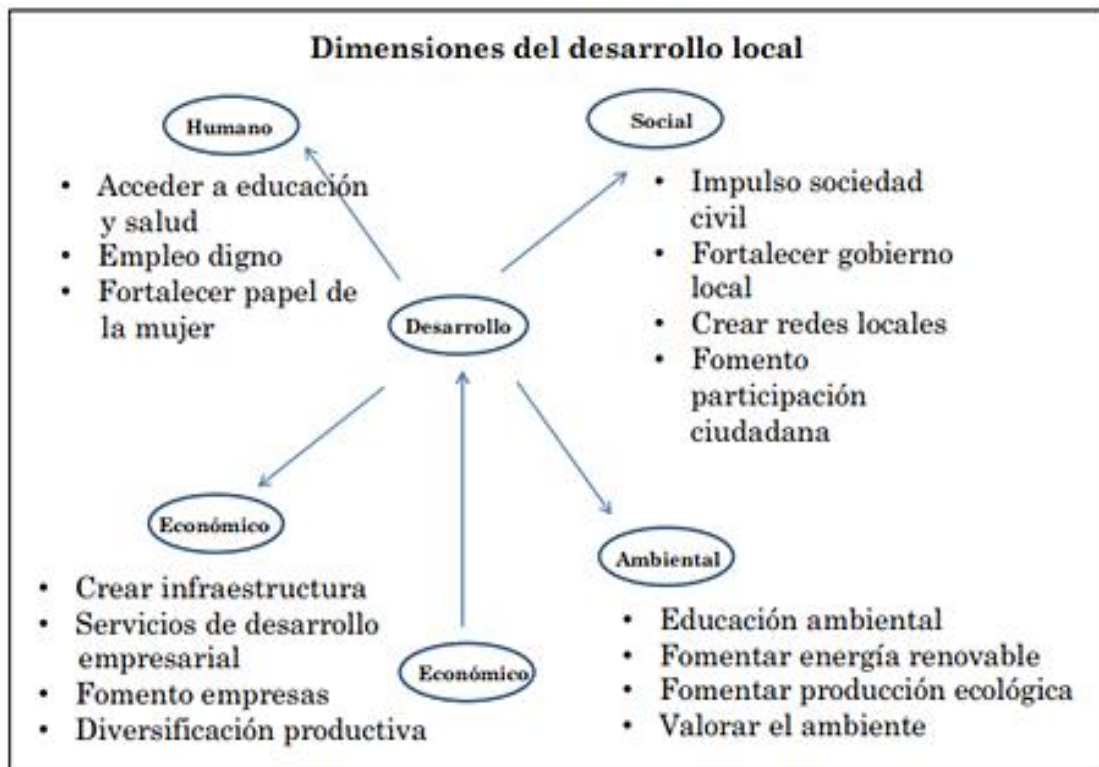 Dimensiones del desarrollo local
Humano
• Acceder a educación
y salud
• Empleo digno
• Fortalecer papel de
la mujer
Social
• Impulso sociedad
civil
• Fortalecer gobierno
local
• Crear redes locales
• Fomento
participación
ciudadana
Desarrollo
Económico
• Crear infraestructura
• Servicios de desarrollo
empresarial
• Fomento empresas
• Diversificación productiva
Económico
Ambiental
• Educación ambiental
• Fomentar energía renovable
• Fomentar producción ecológica
• Valorar el ambiente